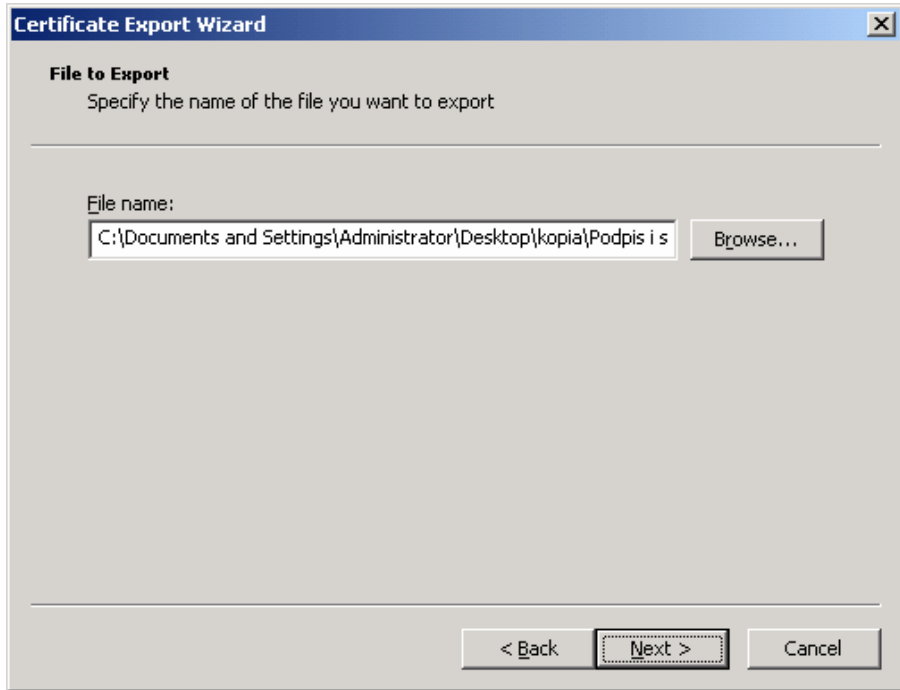 Certificate Export Wizard
File to Export
Specify the name of the file you want to export
File name:
C:\Documents and Settings\Administrator\Desktop\kopia\Podpis i s
Browse...
< Back
Next >
Cancel